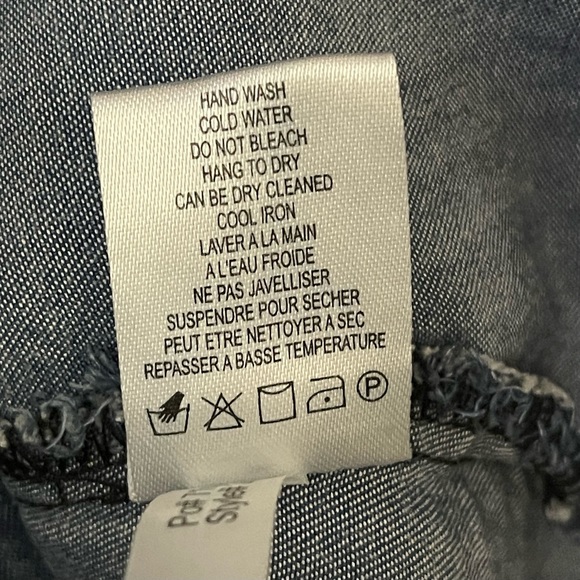 HAND WASH
COLD WATER
DO NOT BLEACH
HANG TO DRY
CAN BE DRY CLEANED
COOL IRON
LAVER A LA MAIN
A L'EAU FROIDE
NE PAS JAVELLISER
SUSPENDRE POUR SECHER
PEUT ETRE NETTOYER A SEC
REPASSER A BASSE TEMPERATURE
P